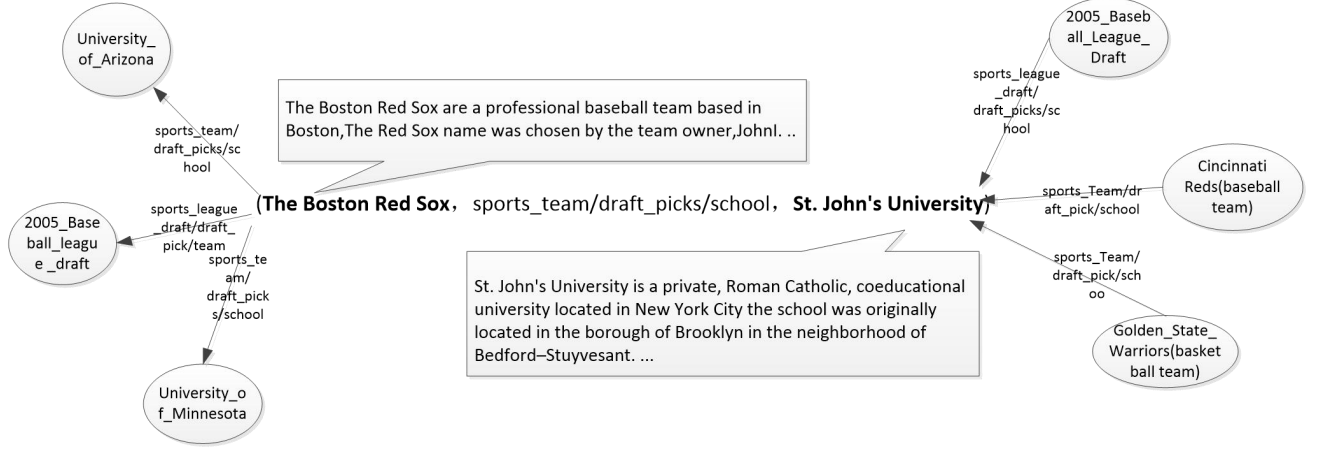 University_
of_Arizona
sports_team/
draft_picks/sc
hool
The Boston Red Sox are a professional baseball team based in
Boston,The Red Sox name was chosen by the team owner,JohnI. ..
2005_Baseb
all_League_
Draft
sports_league
_draft/
draft_picks/sc
hool
(The Boston Red Sox, sports_team/draft_picks/school, St. John's University)
Cincinnati
Reds(baseball
team)
sports_Team/dr
aft_pick/school
2005_Base
ball_leagu
e _draft
sports_league
_draft/draft_
pick/team
sports_te
am/
draft_pick
s/school
University_o
f_Minnesota
St. John's University is a private, Roman Catholic, coeducational
university located in New York City the school was originally
located in the borough of Brooklyn in the neighborhood of
Bedford–Stuyvesant. ...
sports_Team/
draft_pick/sch
oo
Golden_State_
Warriors(basket
ball team)